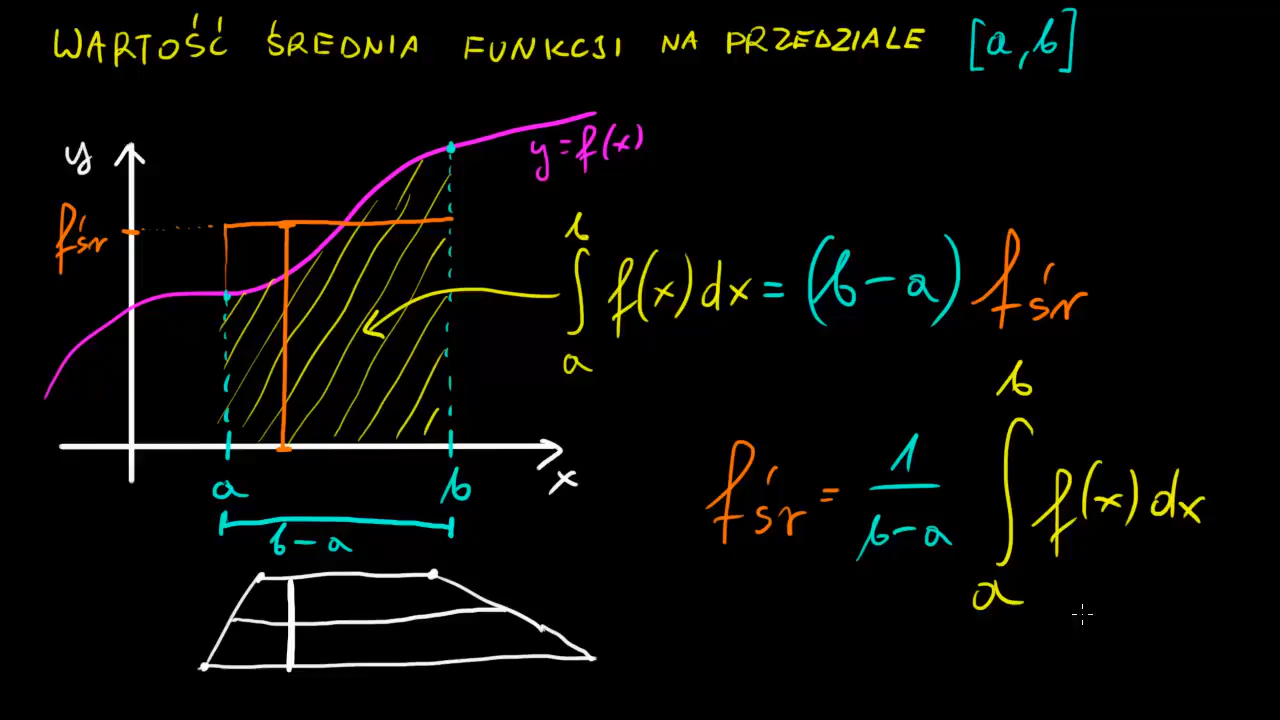 WARTOŚĆ ŚREDNIA FUNKCJI NA PRZEDZIALE [a,b]
y
y=f(x)
fśr
b
∫ f(x)dx = (b-a) fśr
a
a b x
b-a
b
fśr = 1/(b-a) ∫ f(x)dx
a